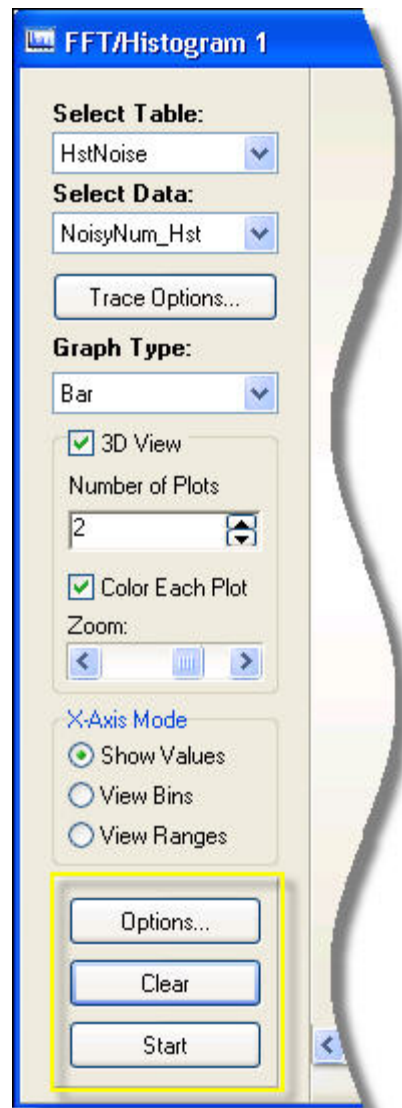 FFT/Histogram 1
Select Table:
HstNoise
Select Data:
NoisyNum_Hst
Trace Options...
Graph Type:
Bar
3D View
Number of Plots
2
Color Each Plot
Zoom:
X-Axis Mode
Show Values
View Bins
View Ranges
Options...
Clear
Start